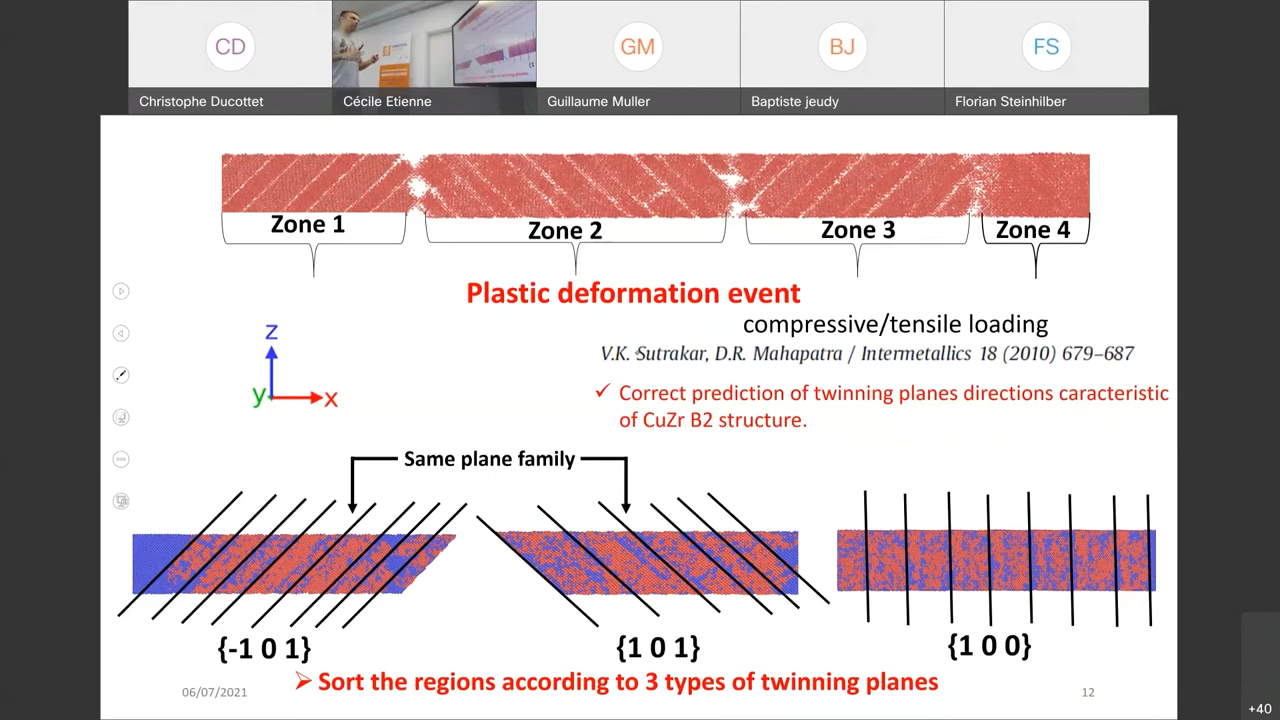 CD
GM
BJ
FS
Christophe Ducottet
Cécile Etienne
Guillaume Muller
Baptiste jeudy
Florian Steinhilber
Zone 1
Zone 2
Zone 3
Zone 4
Plastic deformation event
compressive/tensile loading
V.K. Sutrakar, D.R. Mahapatra / Intermetallics 18 (2010) 679–687
z
y
x
✓ Correct prediction of twinning planes directions caracteristic
of CuZr B2 structure.
Same plane family
{-1 0 1}
{1 0 1}
{1 0 0}
➢ Sort the regions according to 3 types of twinning planes
06/07/2021
12
+40